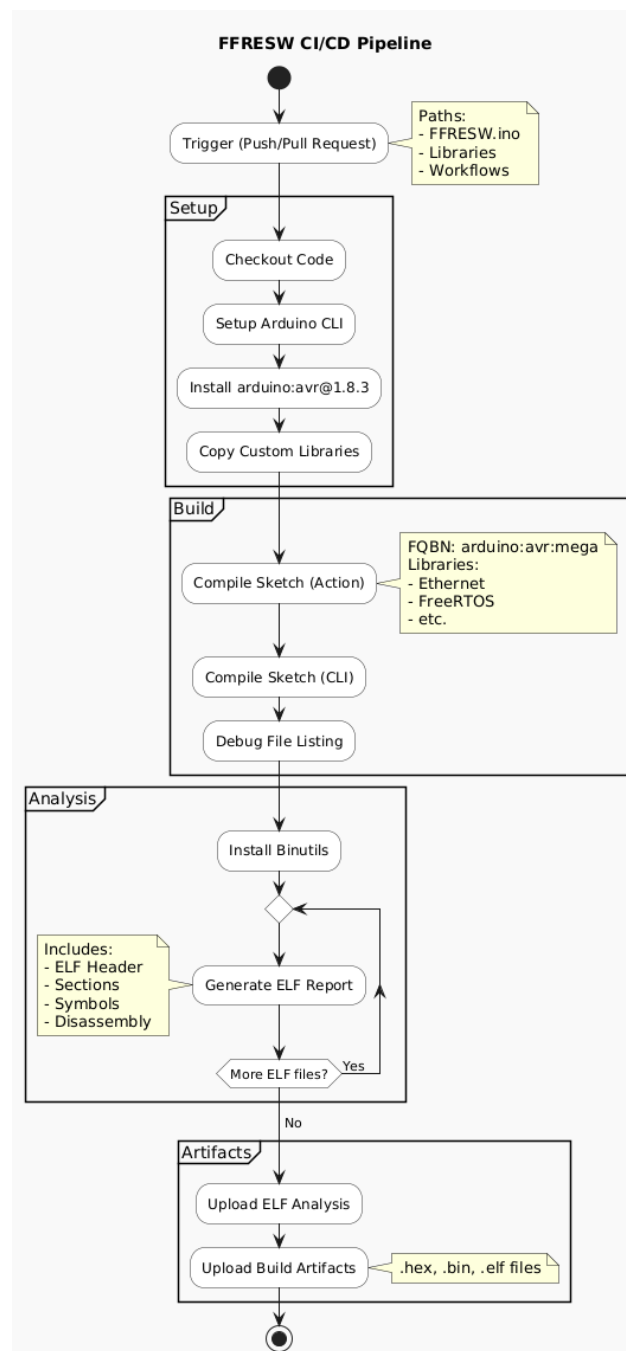 FFRESW CI/CD Pipeline
Trigger (Push/Pull Request)
Paths:
- FFRESW.ino
- Libraries
- Workflows
Setup
Checkout Code
Setup Arduino CLI
Install arduino:avr@1.8.3
Copy Custom Libraries
Build
Compile Sketch (Action)
FQBN: arduino:avr:mega
Libraries:
- Ethernet
- FreeRTOS
- etc.
Compile Sketch (CLI)
Debug File Listing
Analysis
Install Binutils
Includes:
- ELF Header
- Sections
- Symbols
- Disassembly
Generate ELF Report
More ELF files?
Yes
No
Artifacts
Upload ELF Analysis
Upload Build Artifacts
.hex, .bin, .elf files